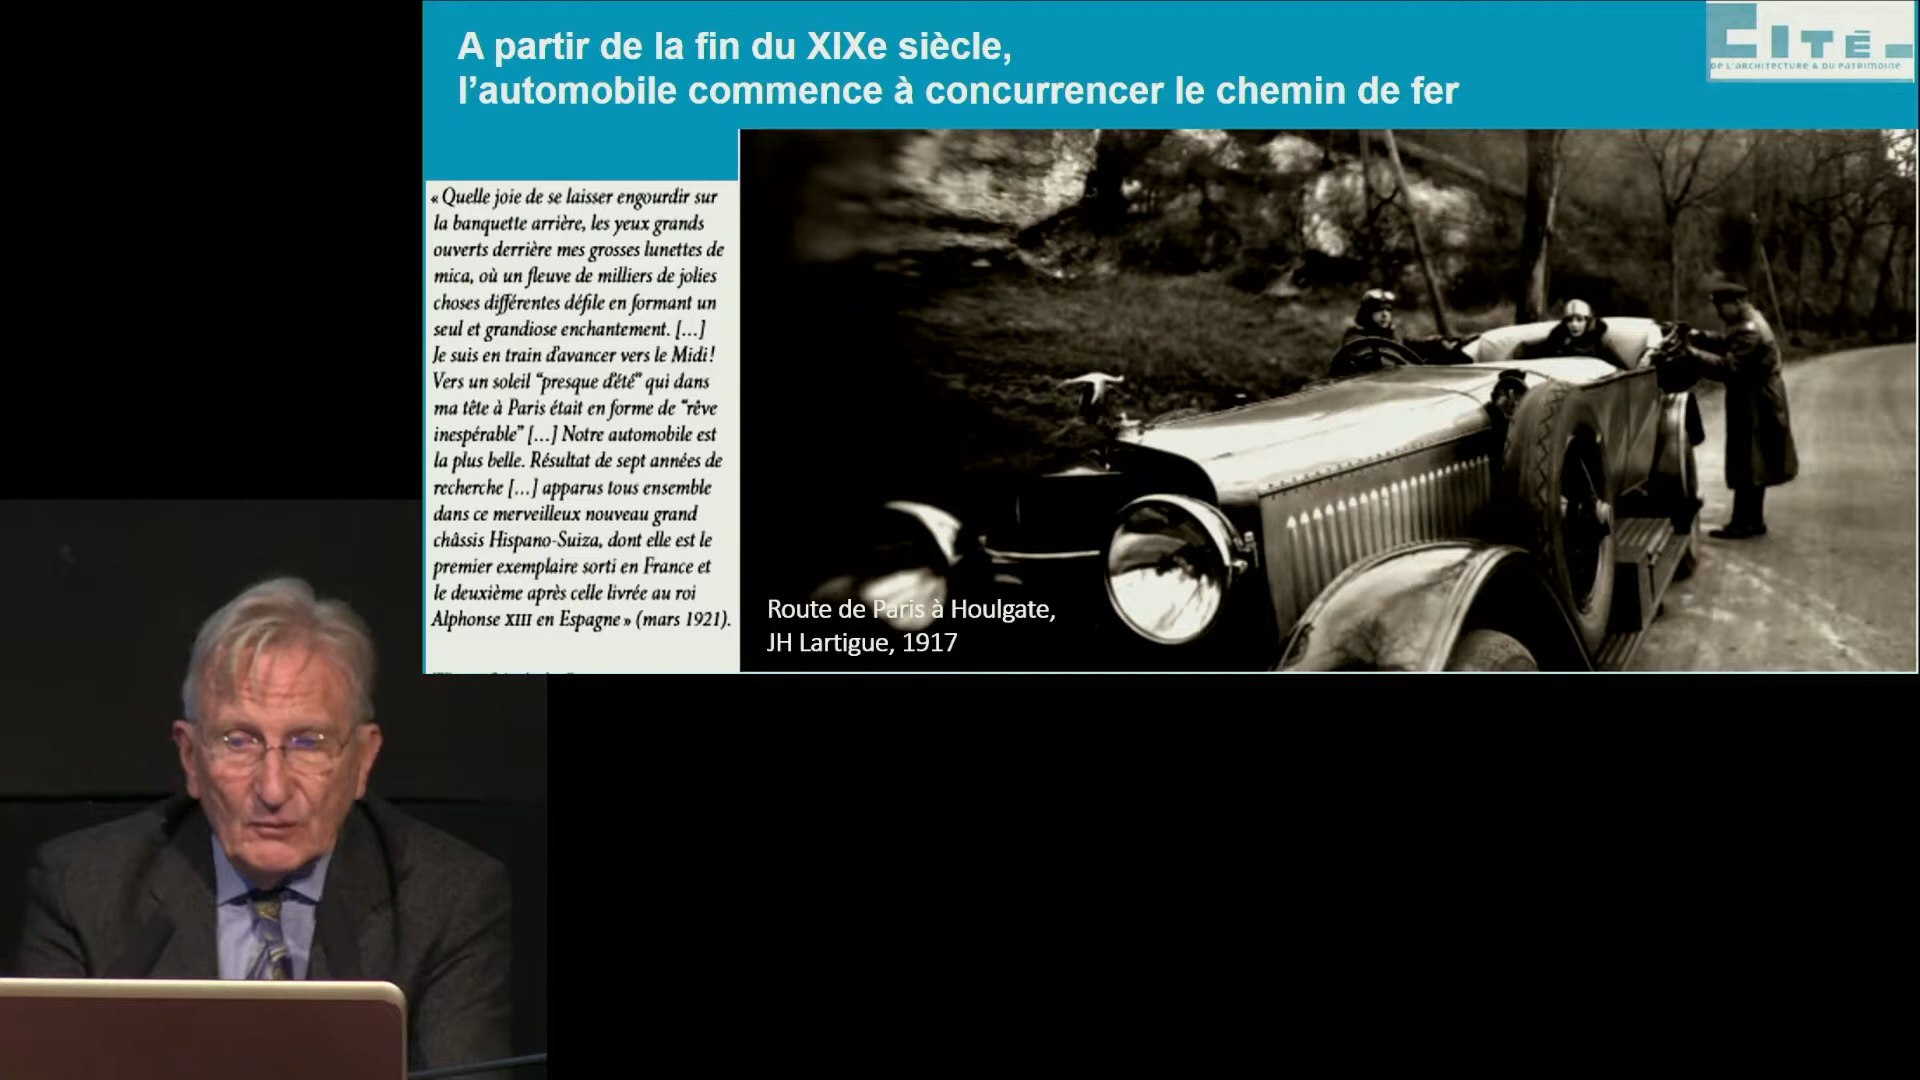 A partir de la fin du XIXe siècle,
l’automobile commence à concurrencer le chemin de fer
CITÉ_
DE L'ARCHITECTURE & DU PATRIMOINE
« Quelle joie de se laisser engourdir sur
la banquette arrière, les yeux grands
ouverts derrière mes grosses lunettes de
mica, où un fleuve de milliers de jolies
choses différentes défile en formant un
seul et grandiose enchantement. [...]
Je suis en train d'avancer vers le Midi!
Vers un soleil “presque d'été” qui dans
ma tête à Paris était en forme de “rêve
inespérable” [...] Notre automobile est
la plus belle. Résultat de sept années de
recherche [...] apparus tous ensemble
dans ce merveilleux nouveau grand
châssis Hispano-Suiza, dont elle est le
premier exemplaire sorti en France et
le deuxième après celle livrée au roi
Alphonse XIII en Espagne » (mars 1921).
Route de Paris à Houlgate,
JH Lartigue, 1917